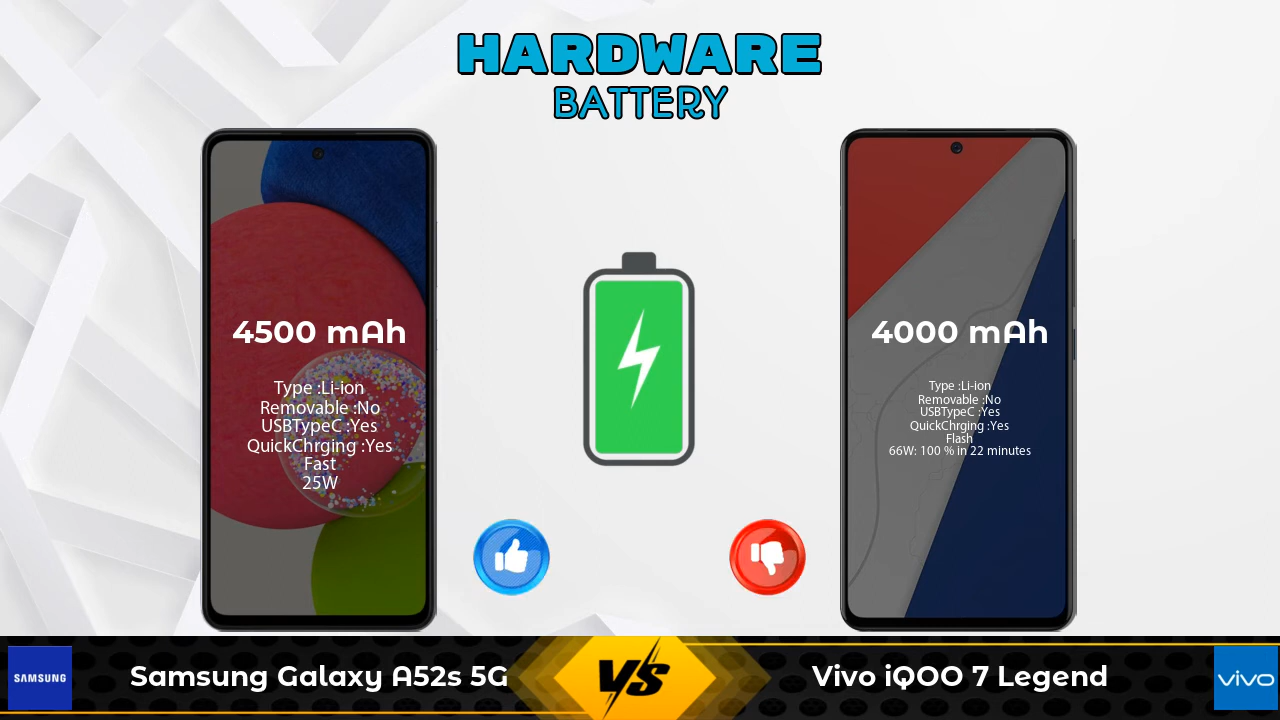 HARDWARE
BATTERY
4500 mAh
Type :Li-ion
Removable :No
USBTypeC :Yes
QuickChrging :Yes
Fast
25W
4000 mAh
Type :Li-ion
Removable :No
USBTypeC :Yes
QuickChrging :Yes
Flash
66W: 100 % in 22 minutes
SAMSUNG
Samsung Galaxy A52s 5G
VS
Vivo iQOO 7 Legend
vivo